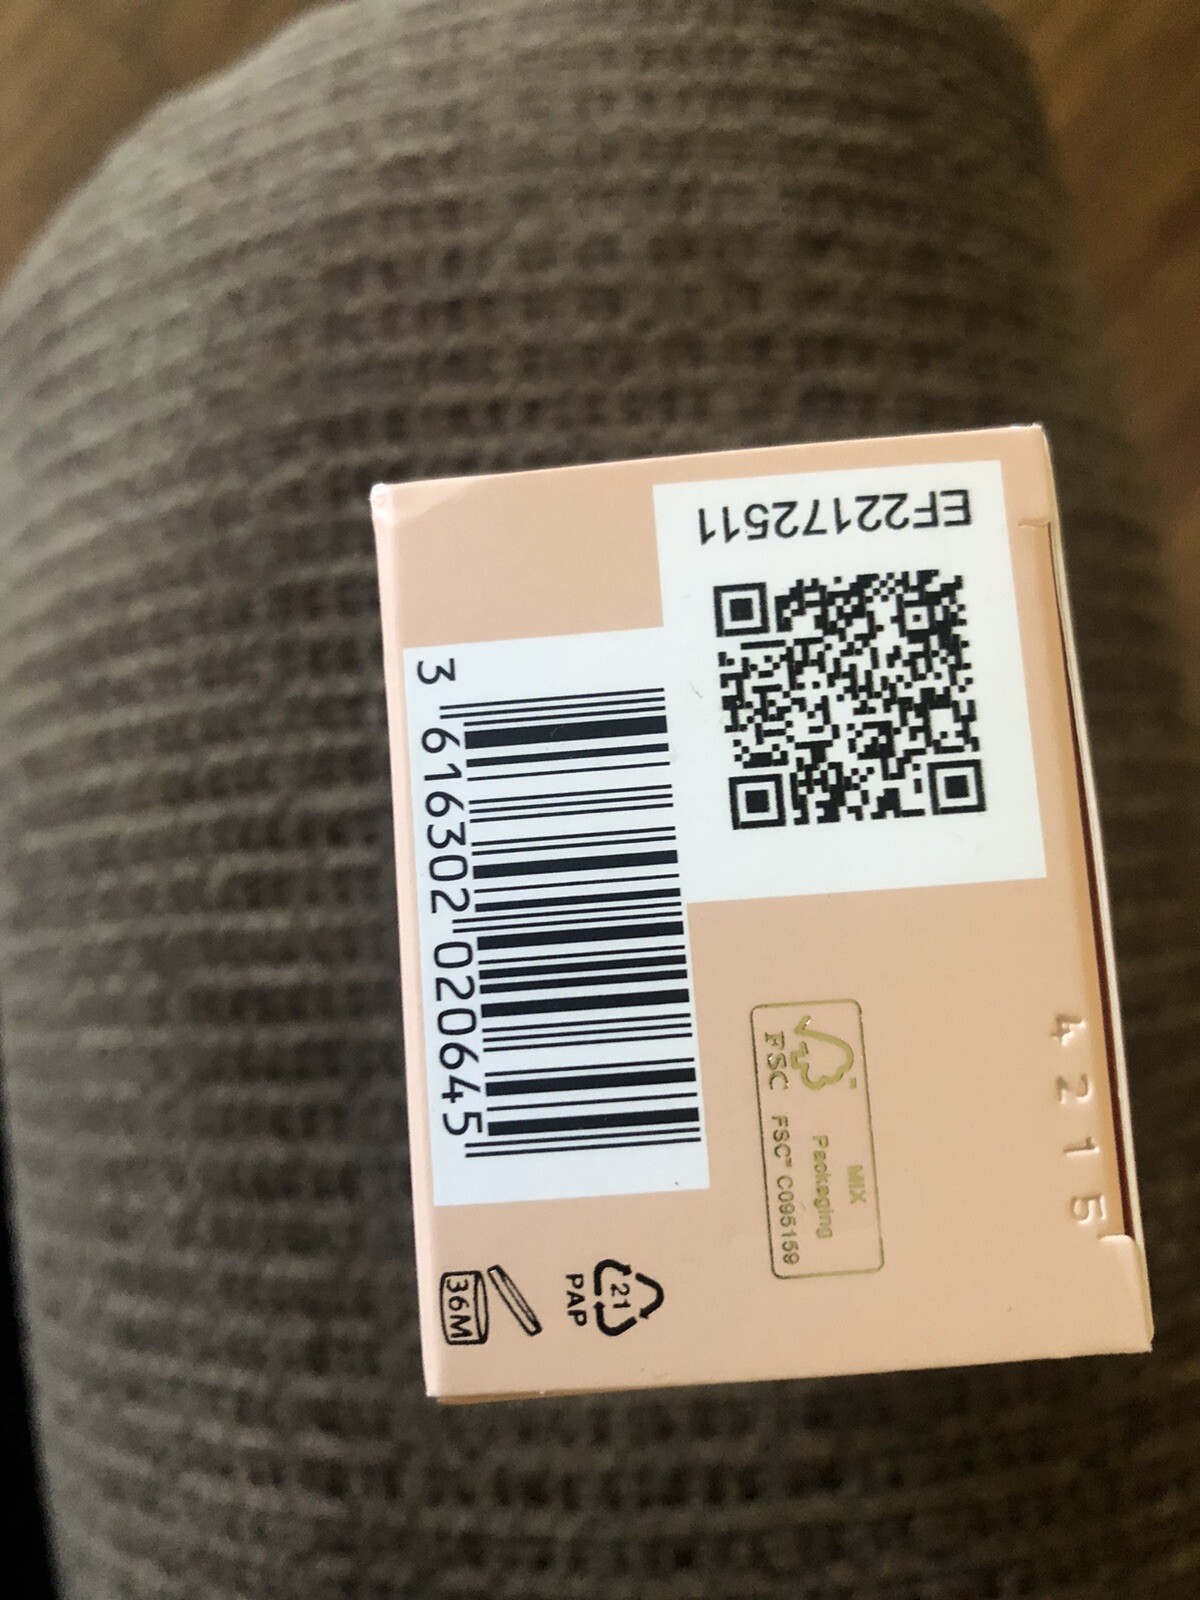 EF22172511
3 616302 020645
FSC
MIX
Packaging
FSC™ C095159
4215
21
PAP
36M